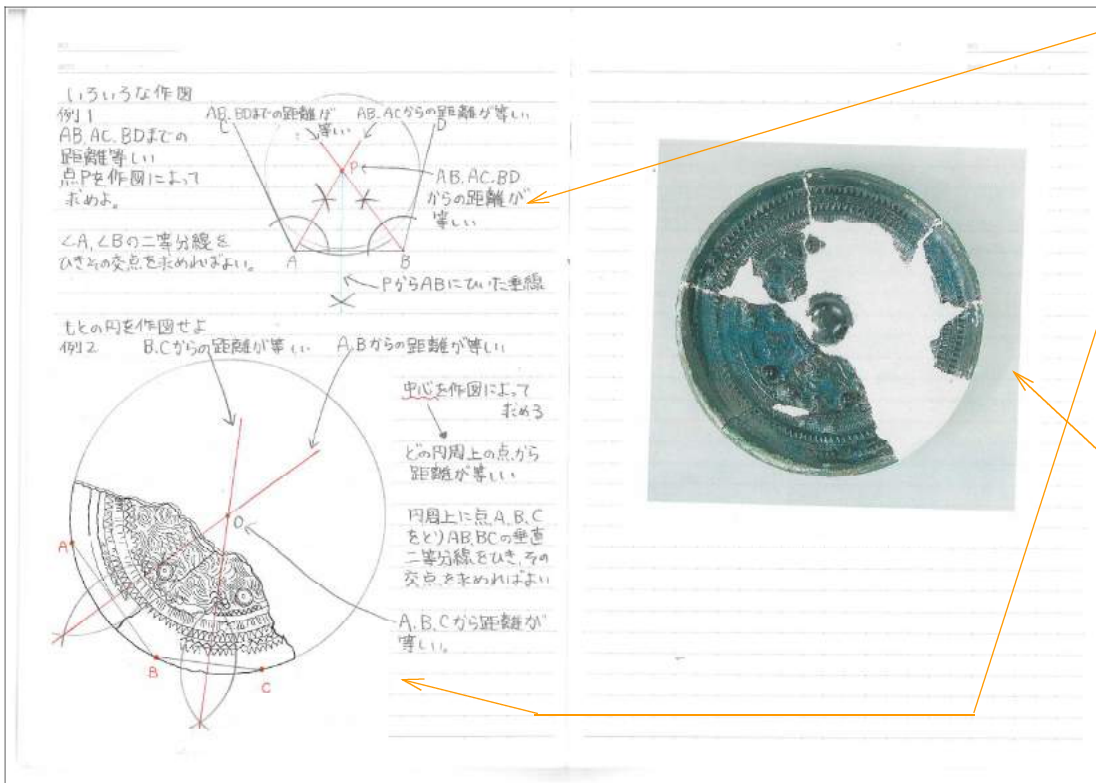 いろいろな作図
例1
AB、AC、BDまでの
距離等しい
点Pを作図によって
求めよ。
∠A、∠Bの二等分線を
ひきその交点を求めればよい。
AB、BDまでの距離が
等しい
AB、ACからの距離が等しい
C
D
P
AB、AC、BD
からの距離が
等しい
A
B
PからABにひいた垂線
もとの円を作図せよ
例2
B、Cからの距離が等しい
A、Bからの距離が等しい
中心を作図によって
求める
どの円周上の点から
距離が等しい
円周上に点A、B、C
をとりAB、BCの垂直
二等分線をひき、その
交点を求めればよい
O
A
B
C
A、B、Cから距離が
等しい。